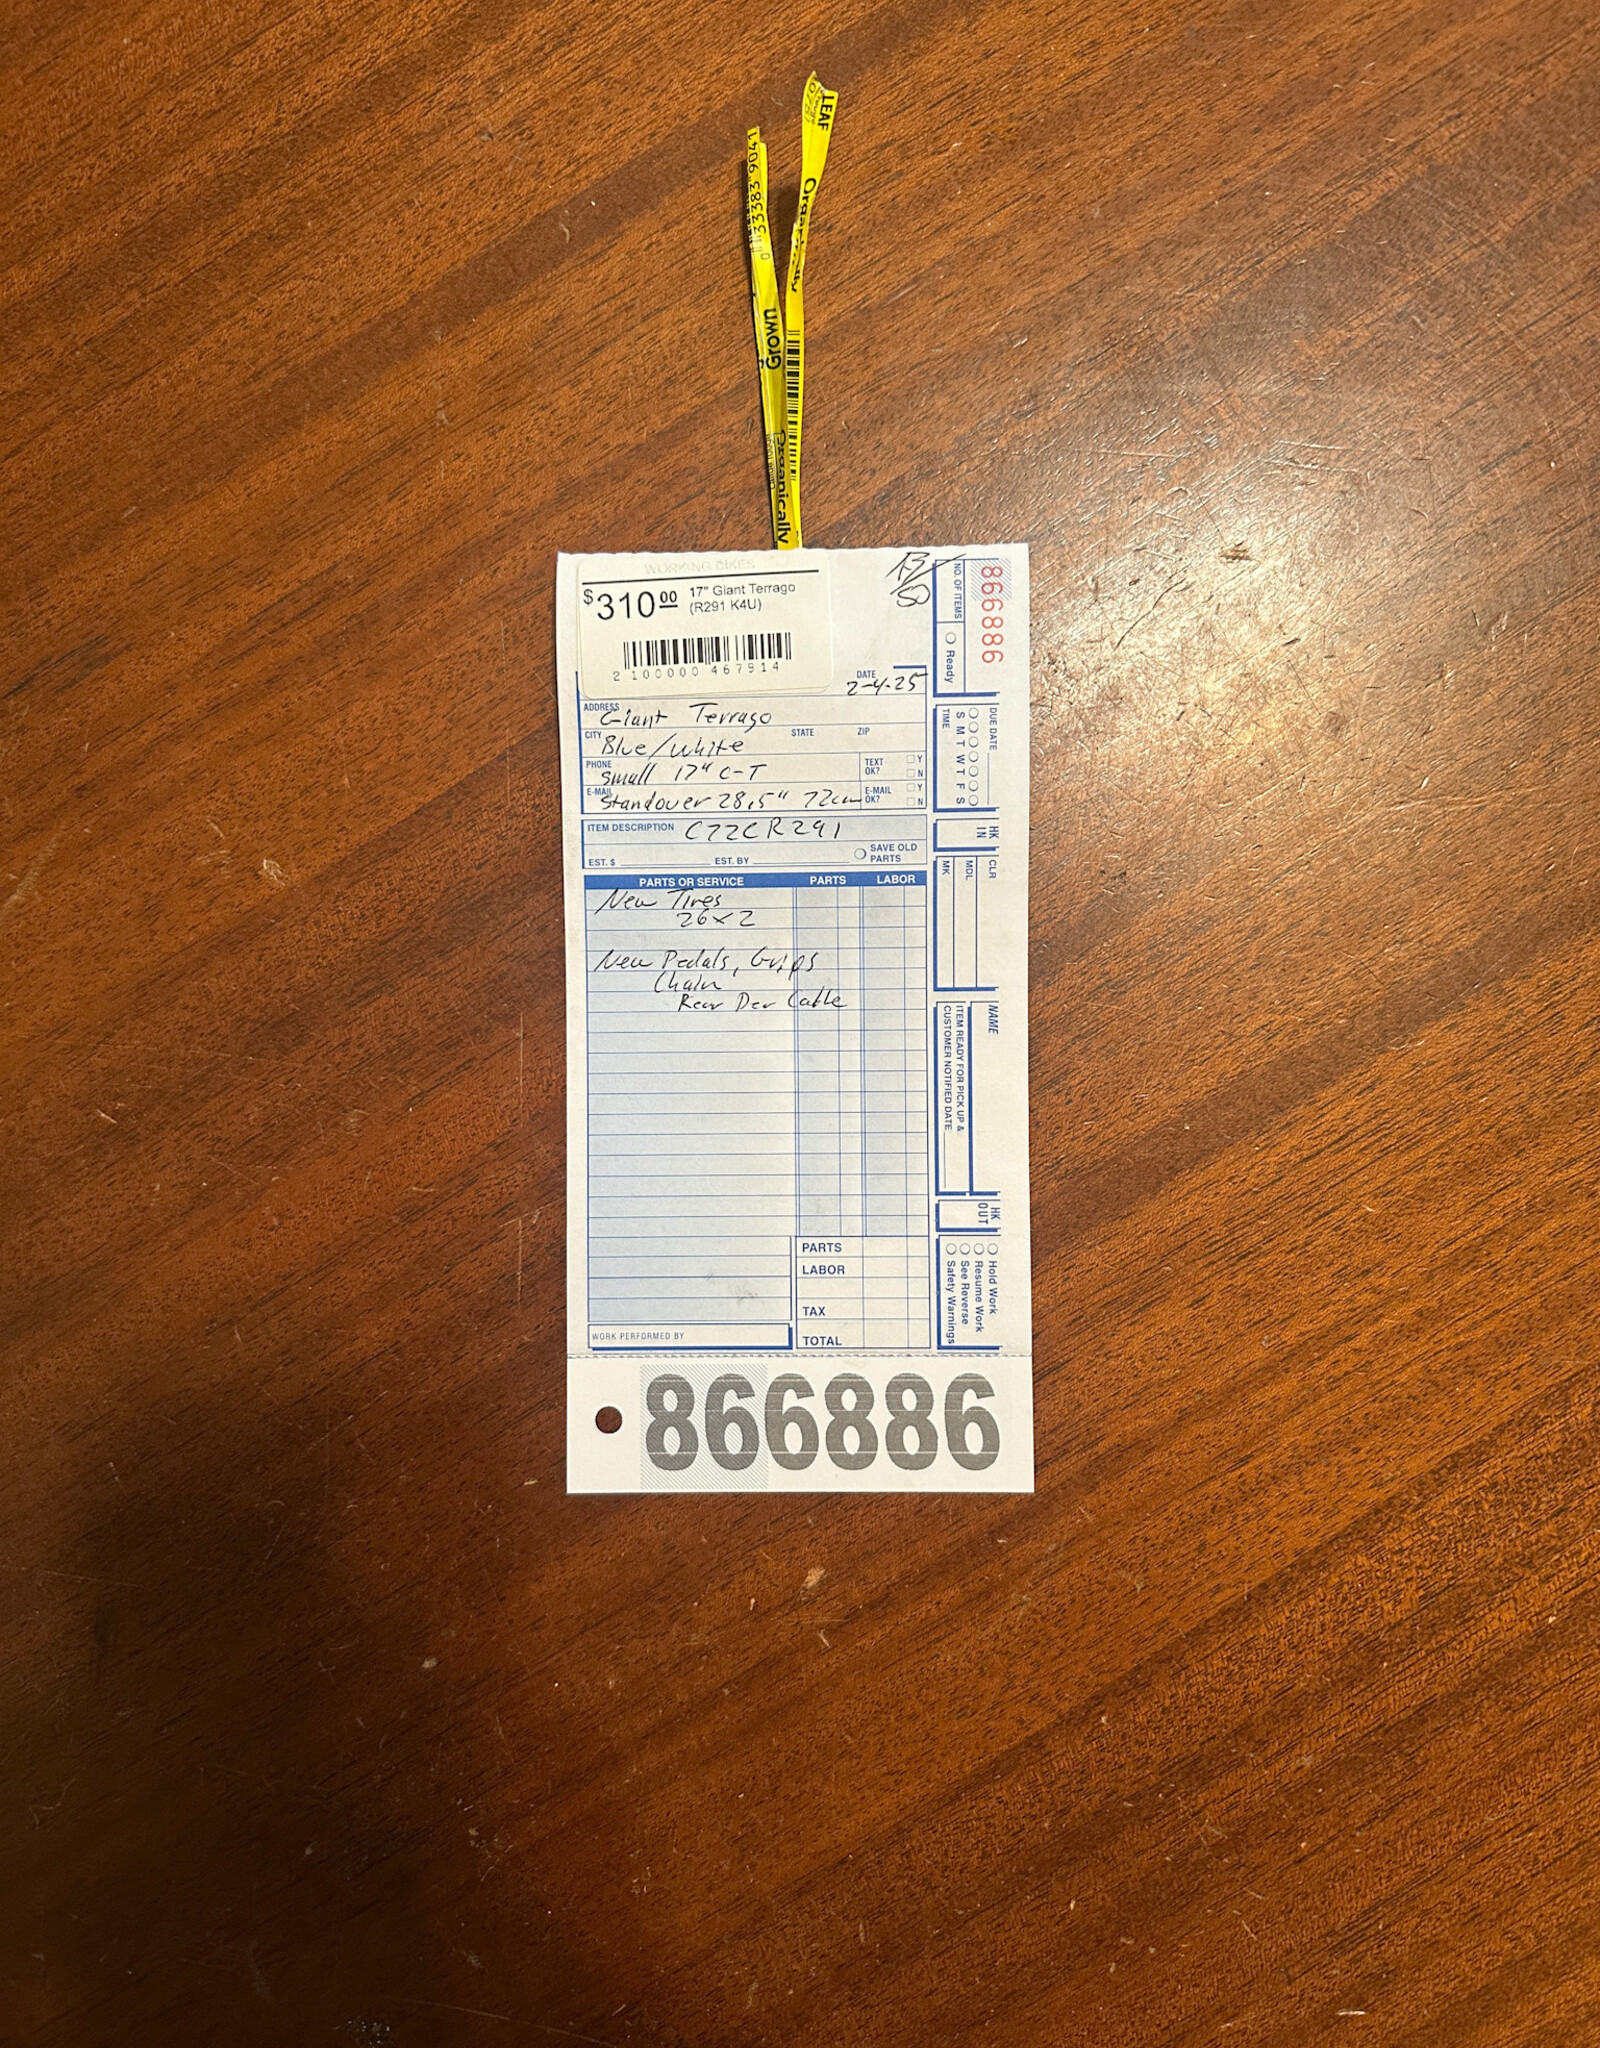 LEAF
33383 9041
0
Grown
Organically
WORKING BIKES
$310.00 17" Giant Terrago
(R291 K4U)
2 100000 467914
DATE
2-4-25
ADDRESS Giant Terrago
CITY Blue/White STATE ZIP
PHONE Small 17" C-T TEXT OK? Y N
E-MAIL Standover 28.5" 72cm E-MAIL OK? Y N
ITEM DESCRIPTION C72CR291
EST. $ EST. BY SAVE OLD PARTS
PARTS OR SERVICE PARTS LABOR
New Tires
26x2
New Pedals, Grips
Chain
Rear Der Cable
PARTS
LABOR
TAX
WORK PERFORMED BY
TOTAL
866886
866886
NO. OF ITEMS
Ready
DUE DATE
S M T W T F S
TIME
HK IN
CLR
MDL
MK
NAME
ITEM READY FOR PICK UP &
CUSTOMER NOTIFIED DATE
HK OUT
Hold Work
Resume Work
See Reverse
Safety Warnings